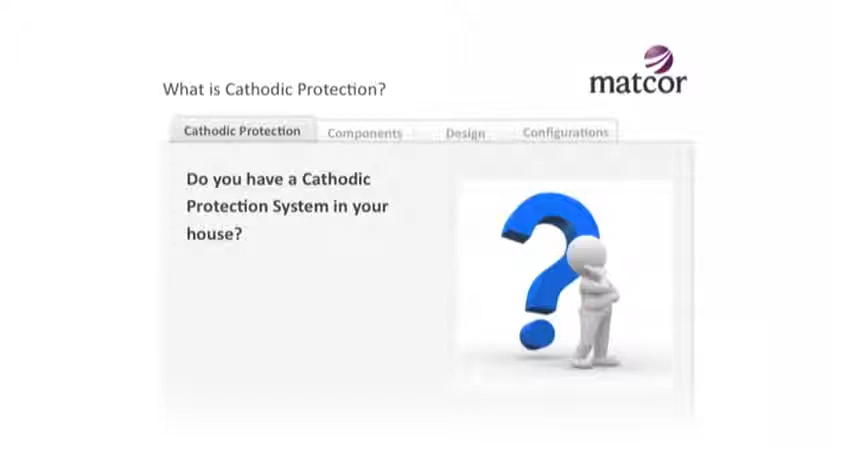 matcor
What is Cathodic Protection?
Cathodic Protection Components Design Configurations
Do you have a Cathodic
Protection System in your
house?